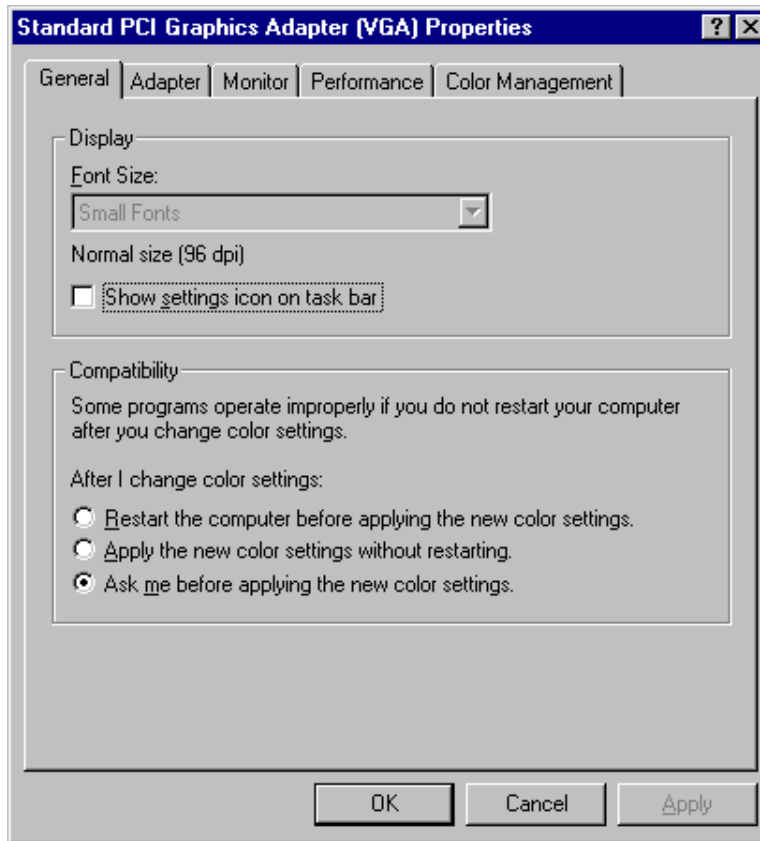 Standard PCI Graphics Adapter (VGA) Properties
General Adapter Monitor Performance Color Management
Display
Font Size:
Small Fonts
Normal size (96 dpi)
Show settings icon on task bar
Compatibility
Some programs operate improperly if you do not restart your computer
after you change color settings.
After I change color settings:
Restart the computer before applying the new color settings.
Apply the new color settings without restarting.
Ask me before applying the new color settings.
OK Cancel Apply